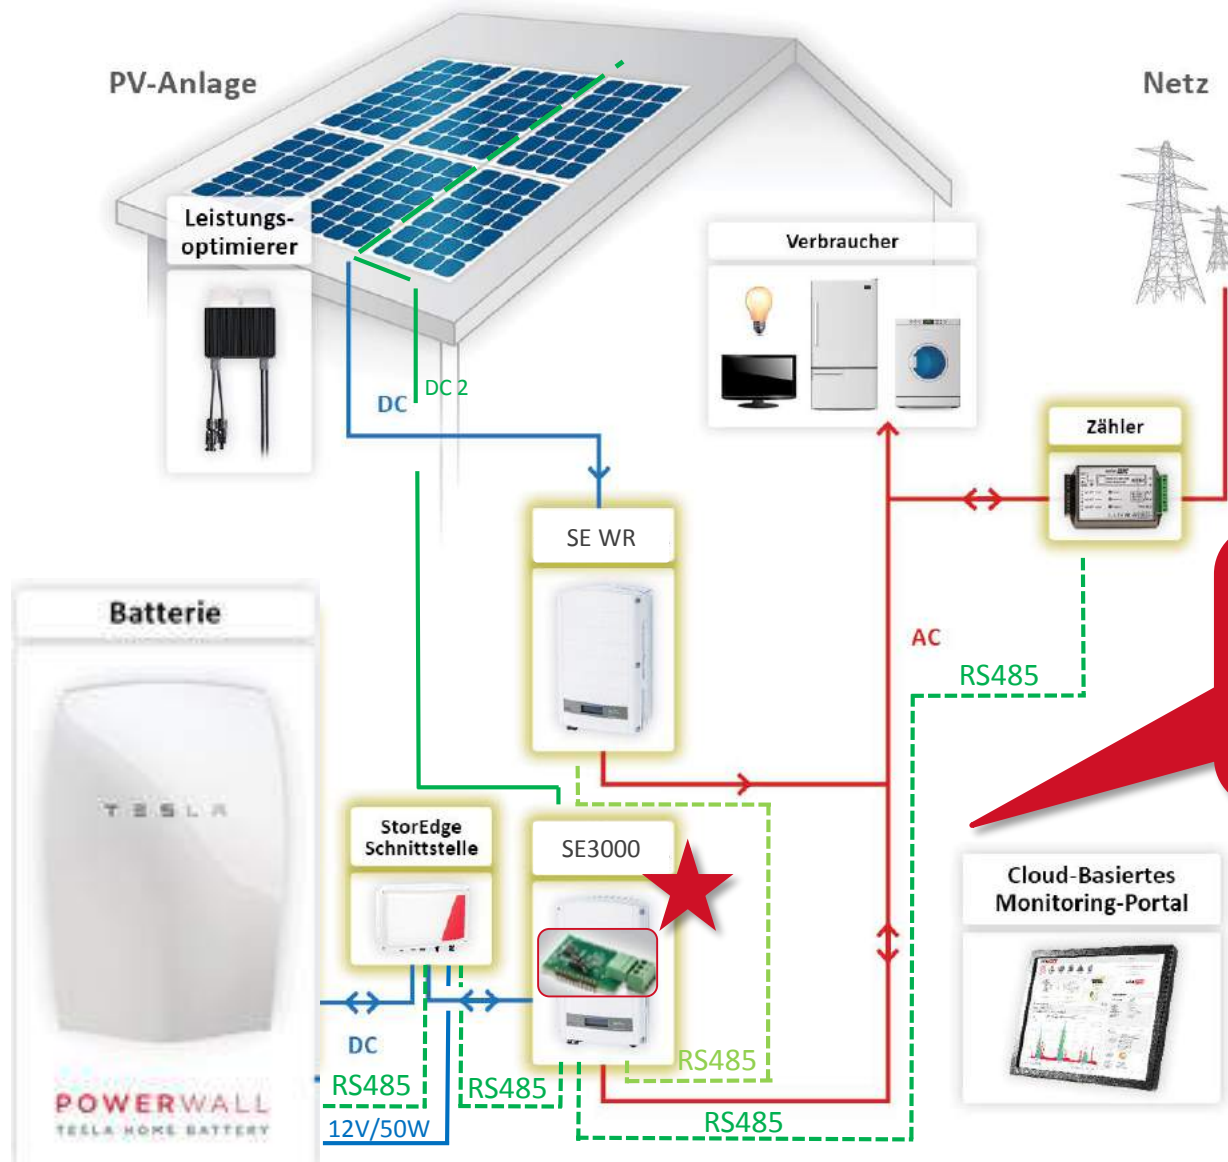 PV-Anlage
Netz
Leistungs-
optimierer
Verbraucher
DC
DC 2
Zähler
SE WR
Batterie
AC
RS485
TESLA
StorEdge
Schnittstelle
SE3000
Cloud-Basiertes
Monitoring-Portal
DC
RS485
RS485
RS485
RS485
12V/50W
POWERWALL
TESLA HOME BATTERY